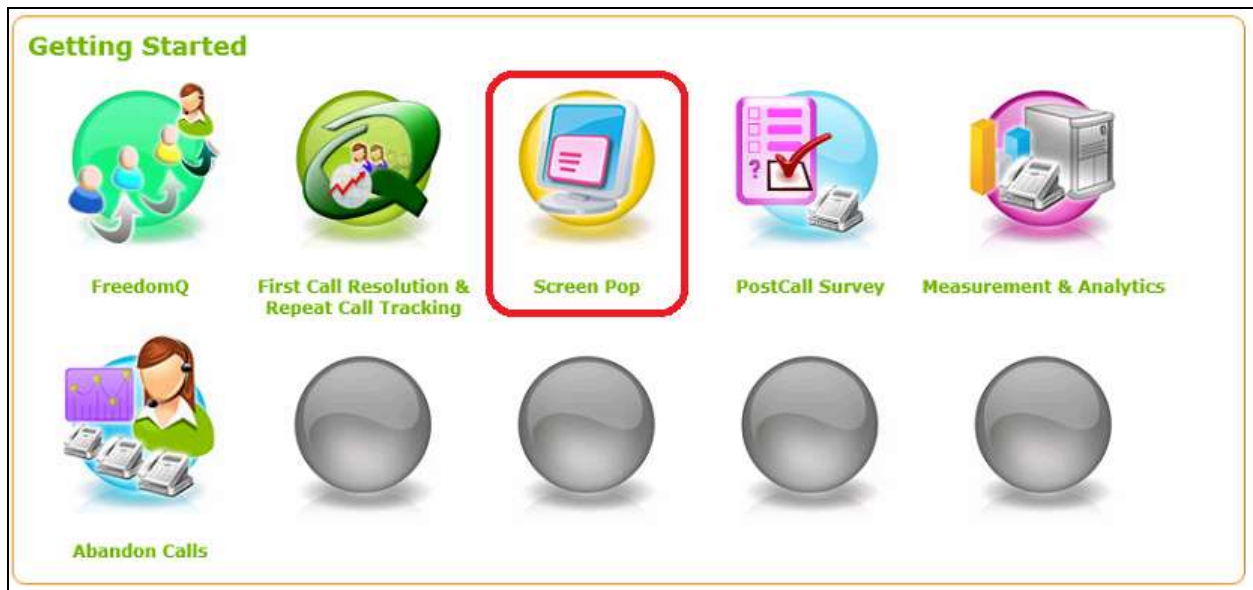 Getting Started
FreedomQ
First Call Resolution &
Repeat Call Tracking
Screen Pop
PostCall Survey
Measurement & Analytics
Abandon Calls